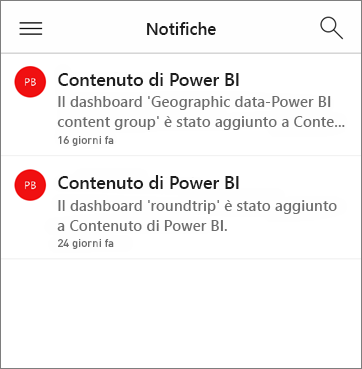 Notifiche
PB
Contenuto di Power BI
Il dashboard 'Geographic data-Power BI
content group' è stato aggiunto a Conte...
16 giorni fa
PB
Contenuto di Power BI
Il dashboard 'roundtrip' è stato aggiunto
a Contenuto di Power BI.
24 giorni fa